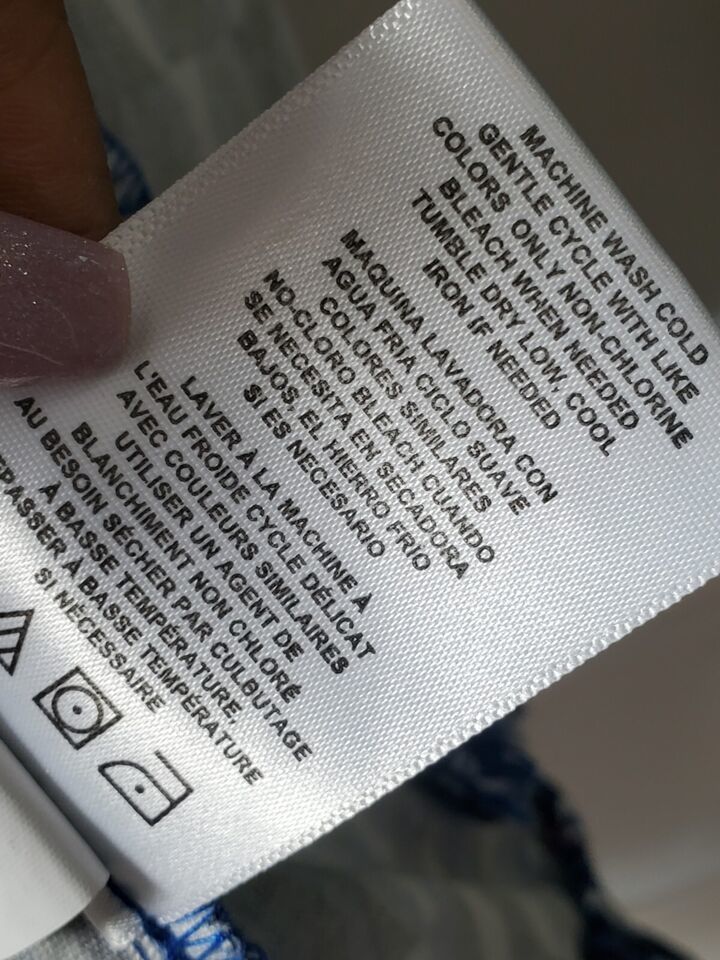 MACHINE WASH COLD
GENTLE CYCLE WITH LIKE
COLORS ONLY NON-CHLORINE
BLEACH WHEN NEEDED
TUMBLE DRY LOW, COOL
IRON IF NEEDED
MAQUINA LAVADORA CON
AGUA FRIA CICLO SUAVE
COLORES SIMILARES
NO-CLORO BLEACH CUANDO
SE NECESITA EN SECADORA
BAJOS, EL HIERRO FRIO
SI ES NECESARIO
LAVER À LA MACHINE À
L'EAU FROIDE CYCLE DÉLICAT
AVEC COULEURS SIMILAIRES
UTILISER UN AGENT DE
BLANCHIMENT NON CHLORÉ
AU BESOIN SÉCHER PAR CULBUTAGE
À BASSE TEMPÉRATURE,
À BASSE TEMPÉRATURE
SI NÉCESSAIRE